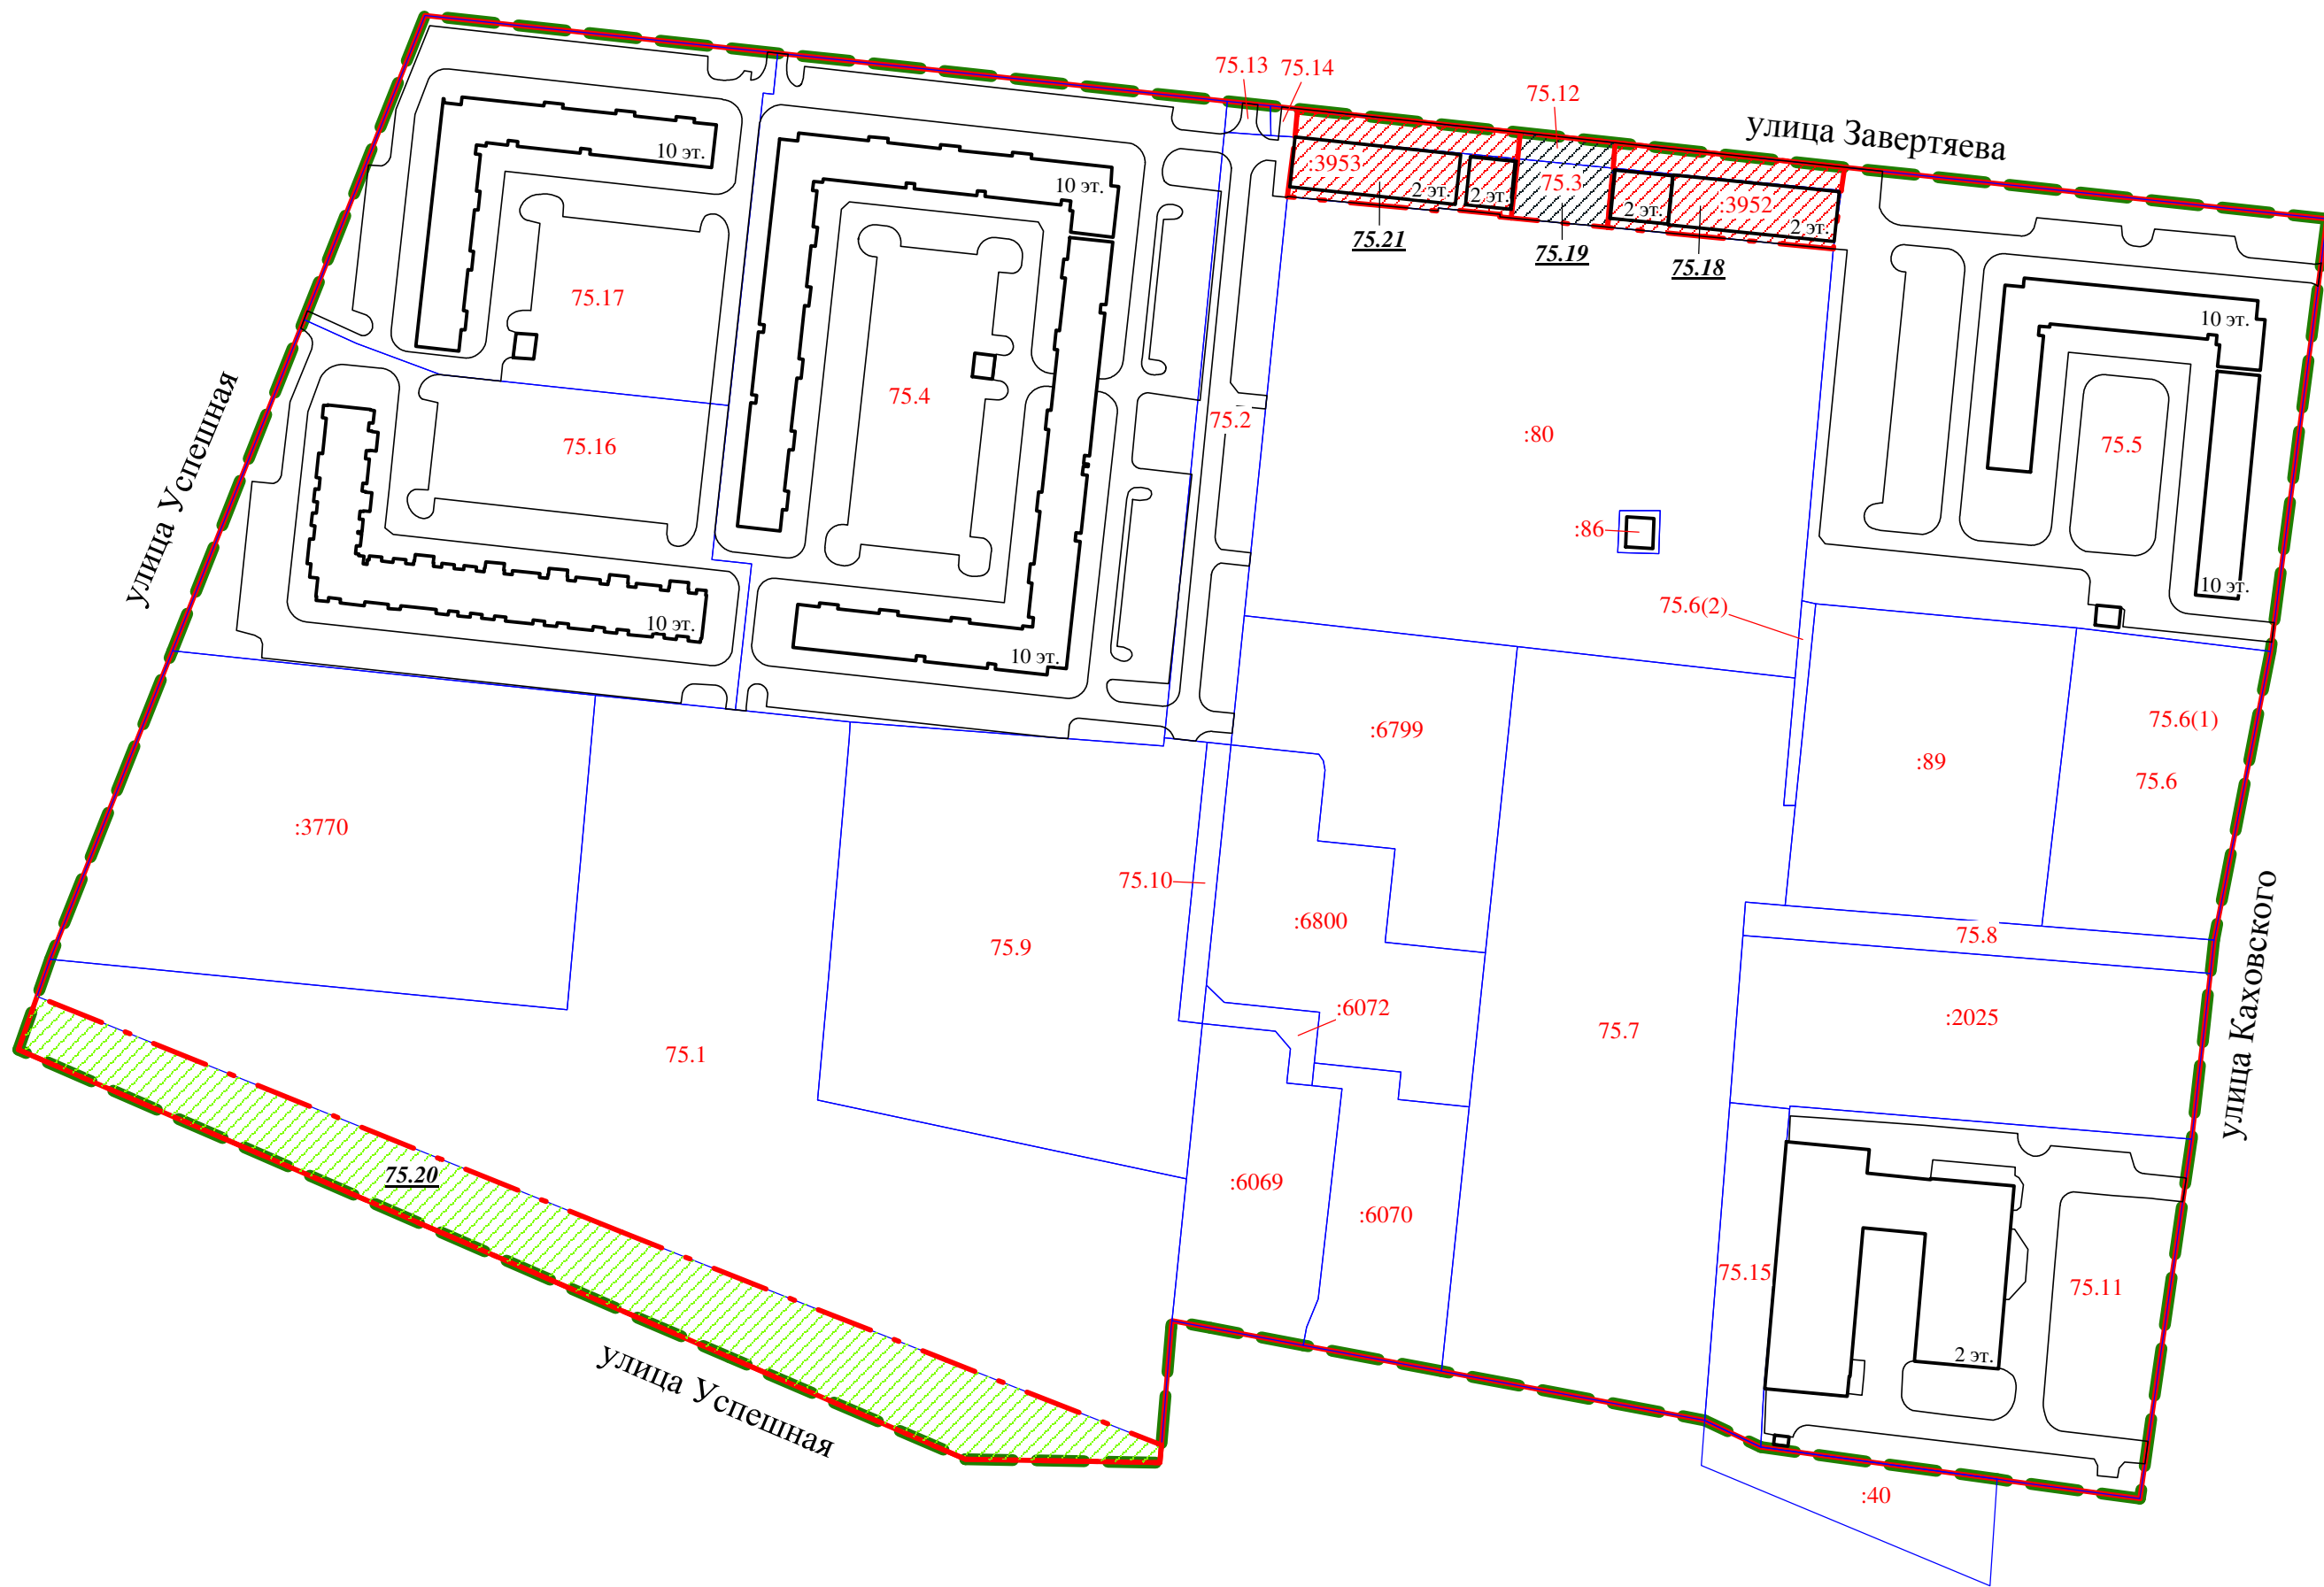 75.13
75.14
75.12
улица Завертяева
10 эт.
10 эт.
:3953
2 эт.
2 эт.
75.3
2 эт.
:3952
2 эт.
75.21
75.19
75.18
75.17
10 эт.
75.4
75.2
:80
75.5
улица Успешная
75.16
:86
10 эт.
75.6(2)
10 эт.
10 эт.
:6799
75.6(1)
:89
75.6
:3770
75.10
75.9
:6800
75.8
улица Каховского
:6072
75.7
:2025
75.1
75.20
:6069
:6070
75.15
75.11
2 эт.
улица Успешная
:40